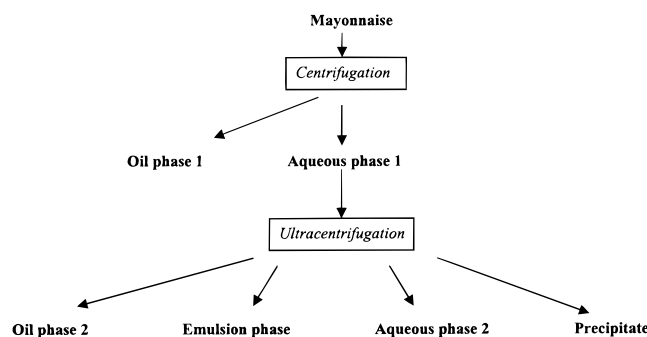 Mayonnaise
Centrifugation
Oil phase 1
Aqueous phase 1
Ultracentrifugation
Oil phase 2
Emulsion phase
Aqueous phase 2
Precipitate